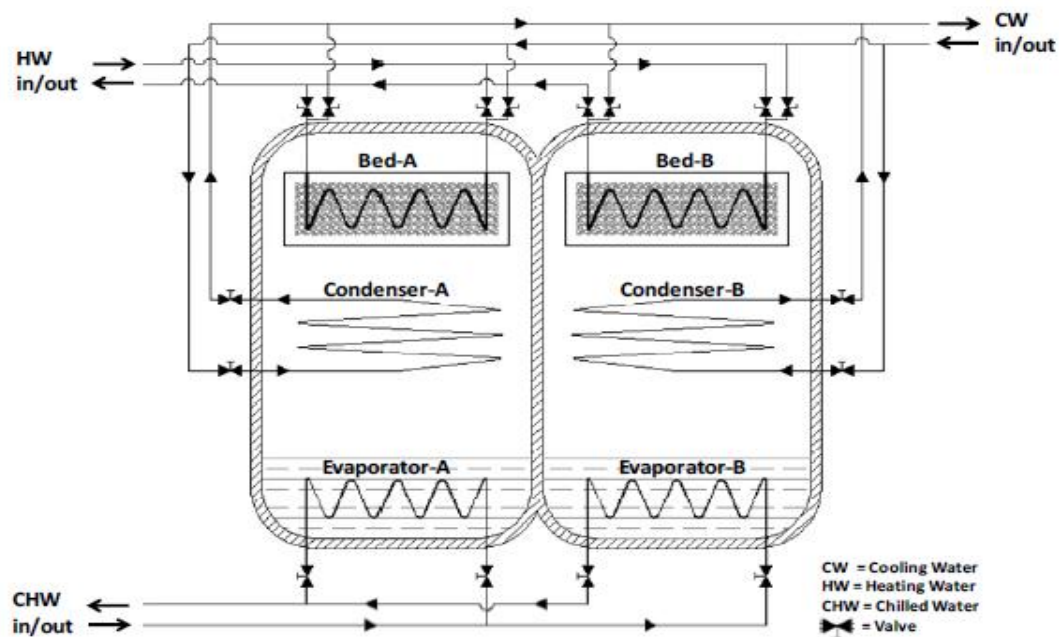 CW
in/out
HW
in/out
Bed-A
Bed-B
Condenser-A
Condenser-B
Evaporator-A
Evaporator-B
CHW
in/out
CW = Cooling Water
HW = Heating Water
CHW = Chilled Water
= Valve